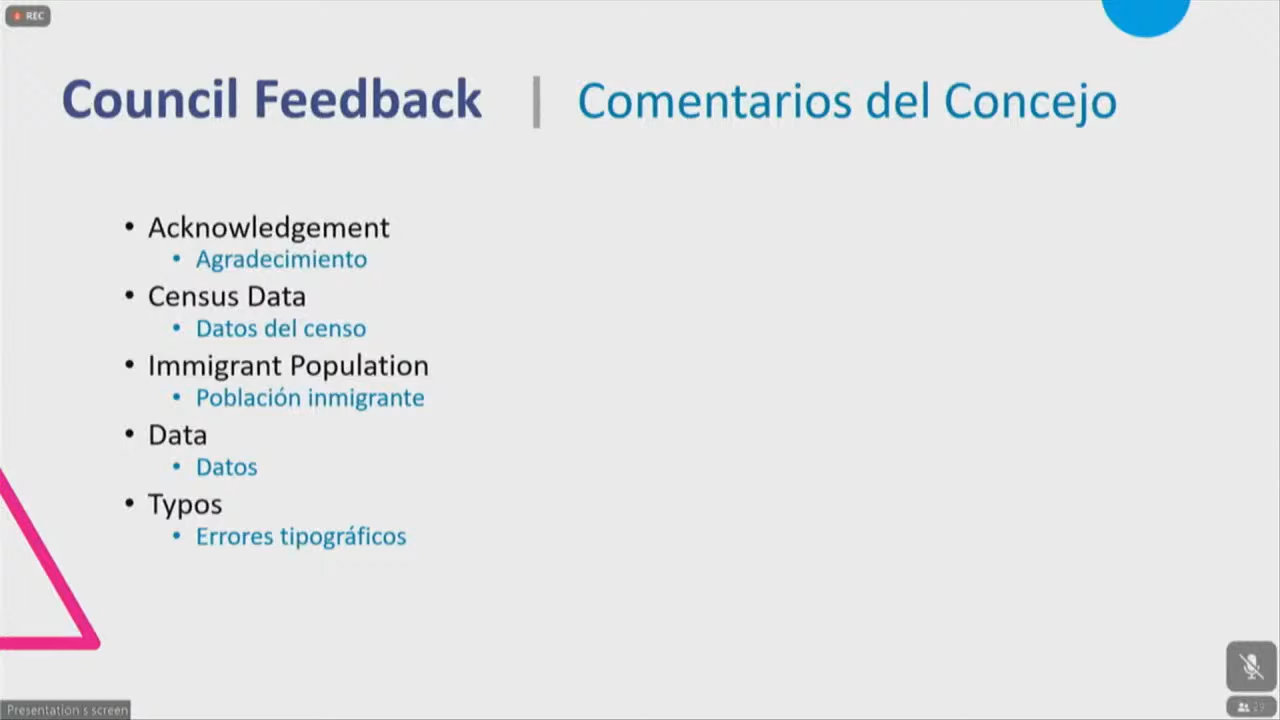 REC
Council Feedback | Comentarios del Concejo
• Acknowledgement
• Agradecimiento
• Census Data
• Datos del censo
• Immigrant Population
• Población inmigrante
• Data
• Datos
• Typos
• Errores tipográficos
Presentation s screen
29